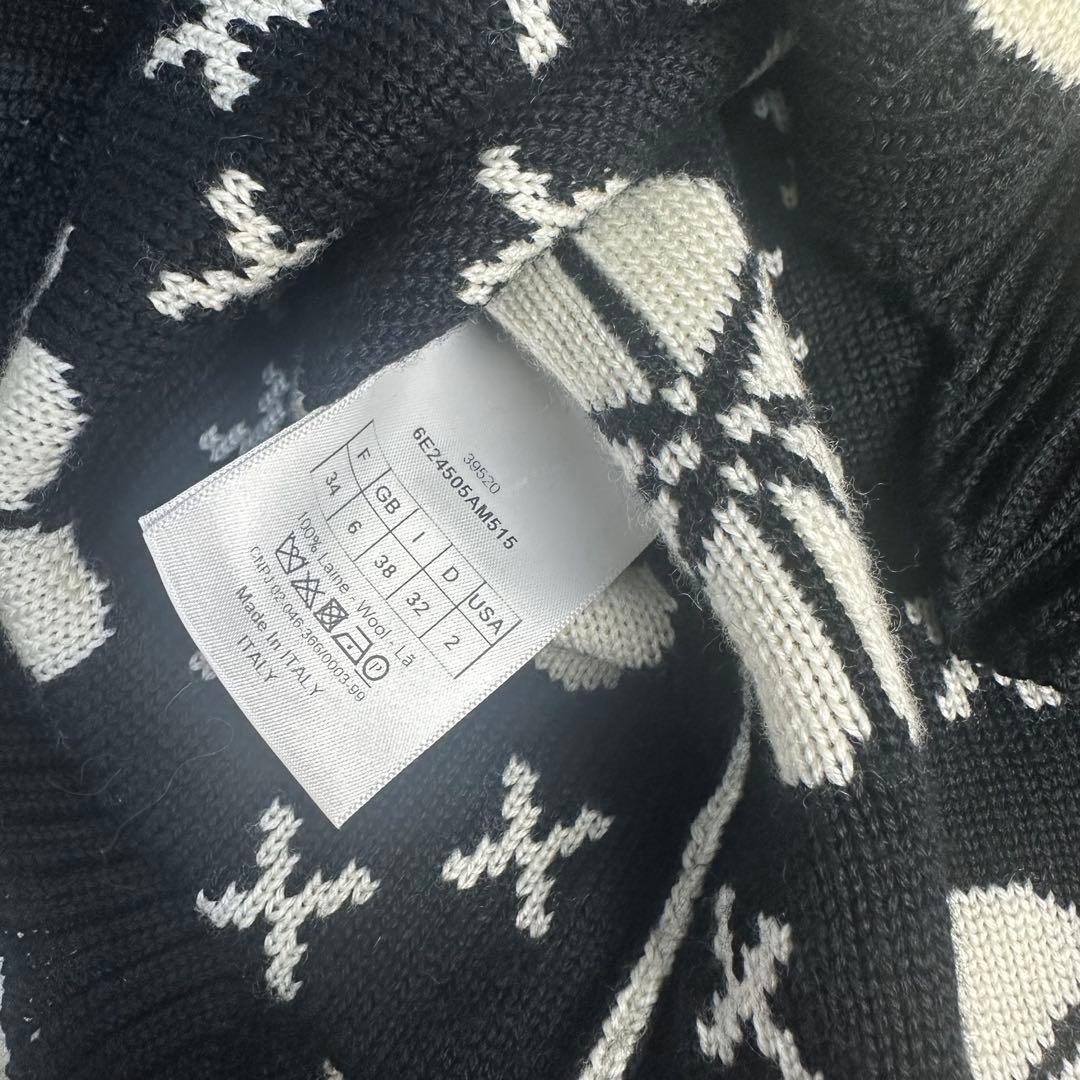 39520
6E24505AM515
F GB I D USA
34 6 38 32 2
100% Laine - Wool - Lã
P
CNPJ 02-046-366/0003-99
Made In ITALY
ITALY